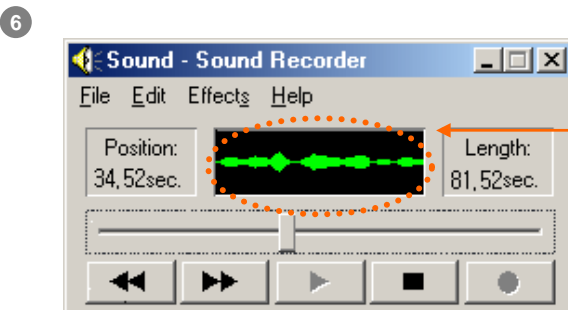 6
Sound - Sound Recorder
File Edit Effects Help
Position:
34,52sec.
Length:
81,52sec.